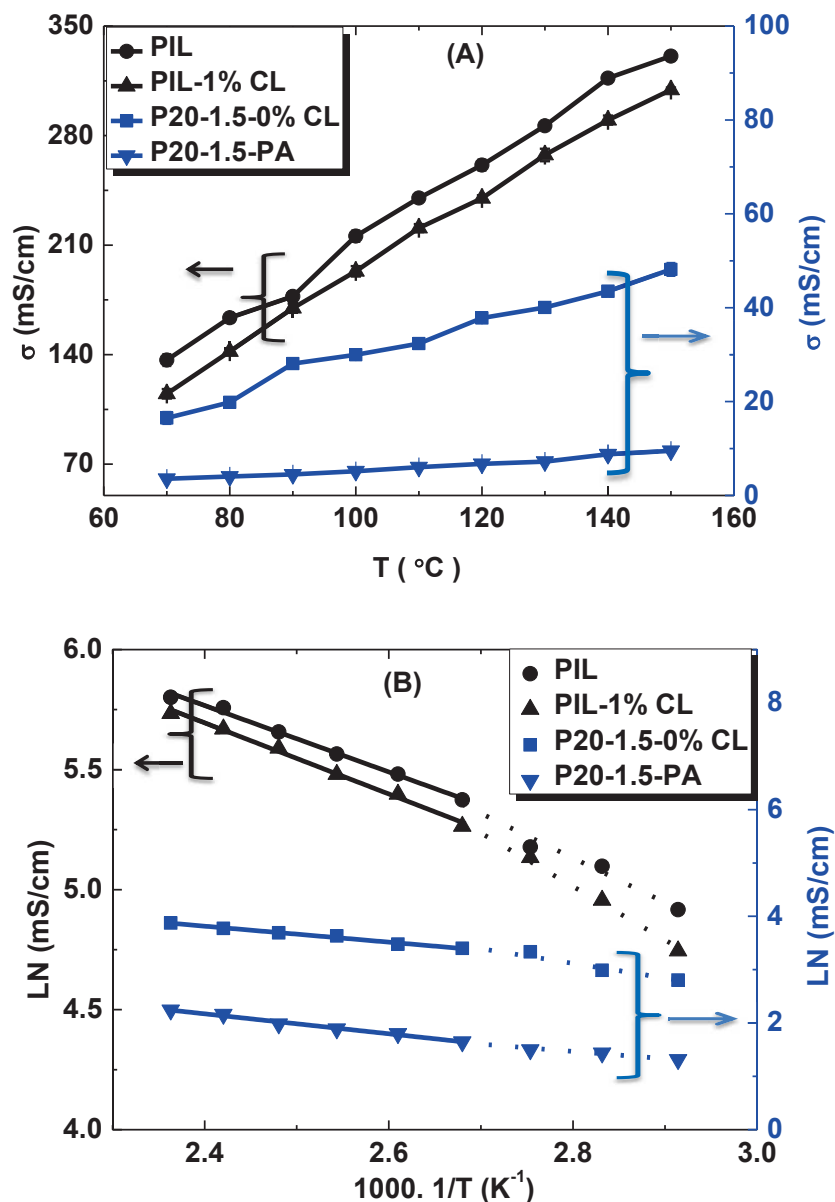 (A)
PIL
PIL-1% CL
P20-1.5-0% CL
P20-1.5-PA
350
280
210
140
70
σ (mS/cm)
100
80
60
40
20
0
σ (mS/cm)
60 80 100 120 140 160
T ( °C )
(B)
PIL
PIL-1% CL
P20-1.5-0% CL
P20-1.5-PA
6.0
5.5
5.0
4.5
4.0
LN (mS/cm)
8
6
4
2
0
LN (mS/cm)
2.4 2.6 2.8 3.0
1000. 1/T (K⁻¹)